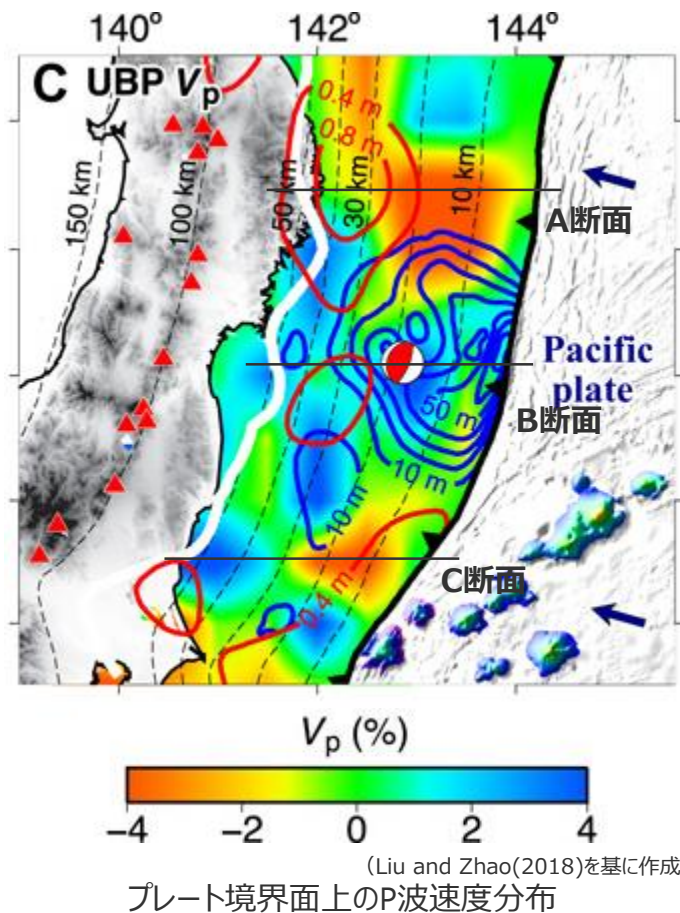 140° 142° 144°
C UBP Vp
0.4 m
0.8 m
150 km
100 km
50 km
30 km
10 km
A断面
Pacific
plate
50 m
B断面
10 m
10 m
C断面
0.4 m
Vp (%)
−4 −2 0 2 4
(Liu and Zhao(2018)を基に作成
プレート境界面上のP波速度分布